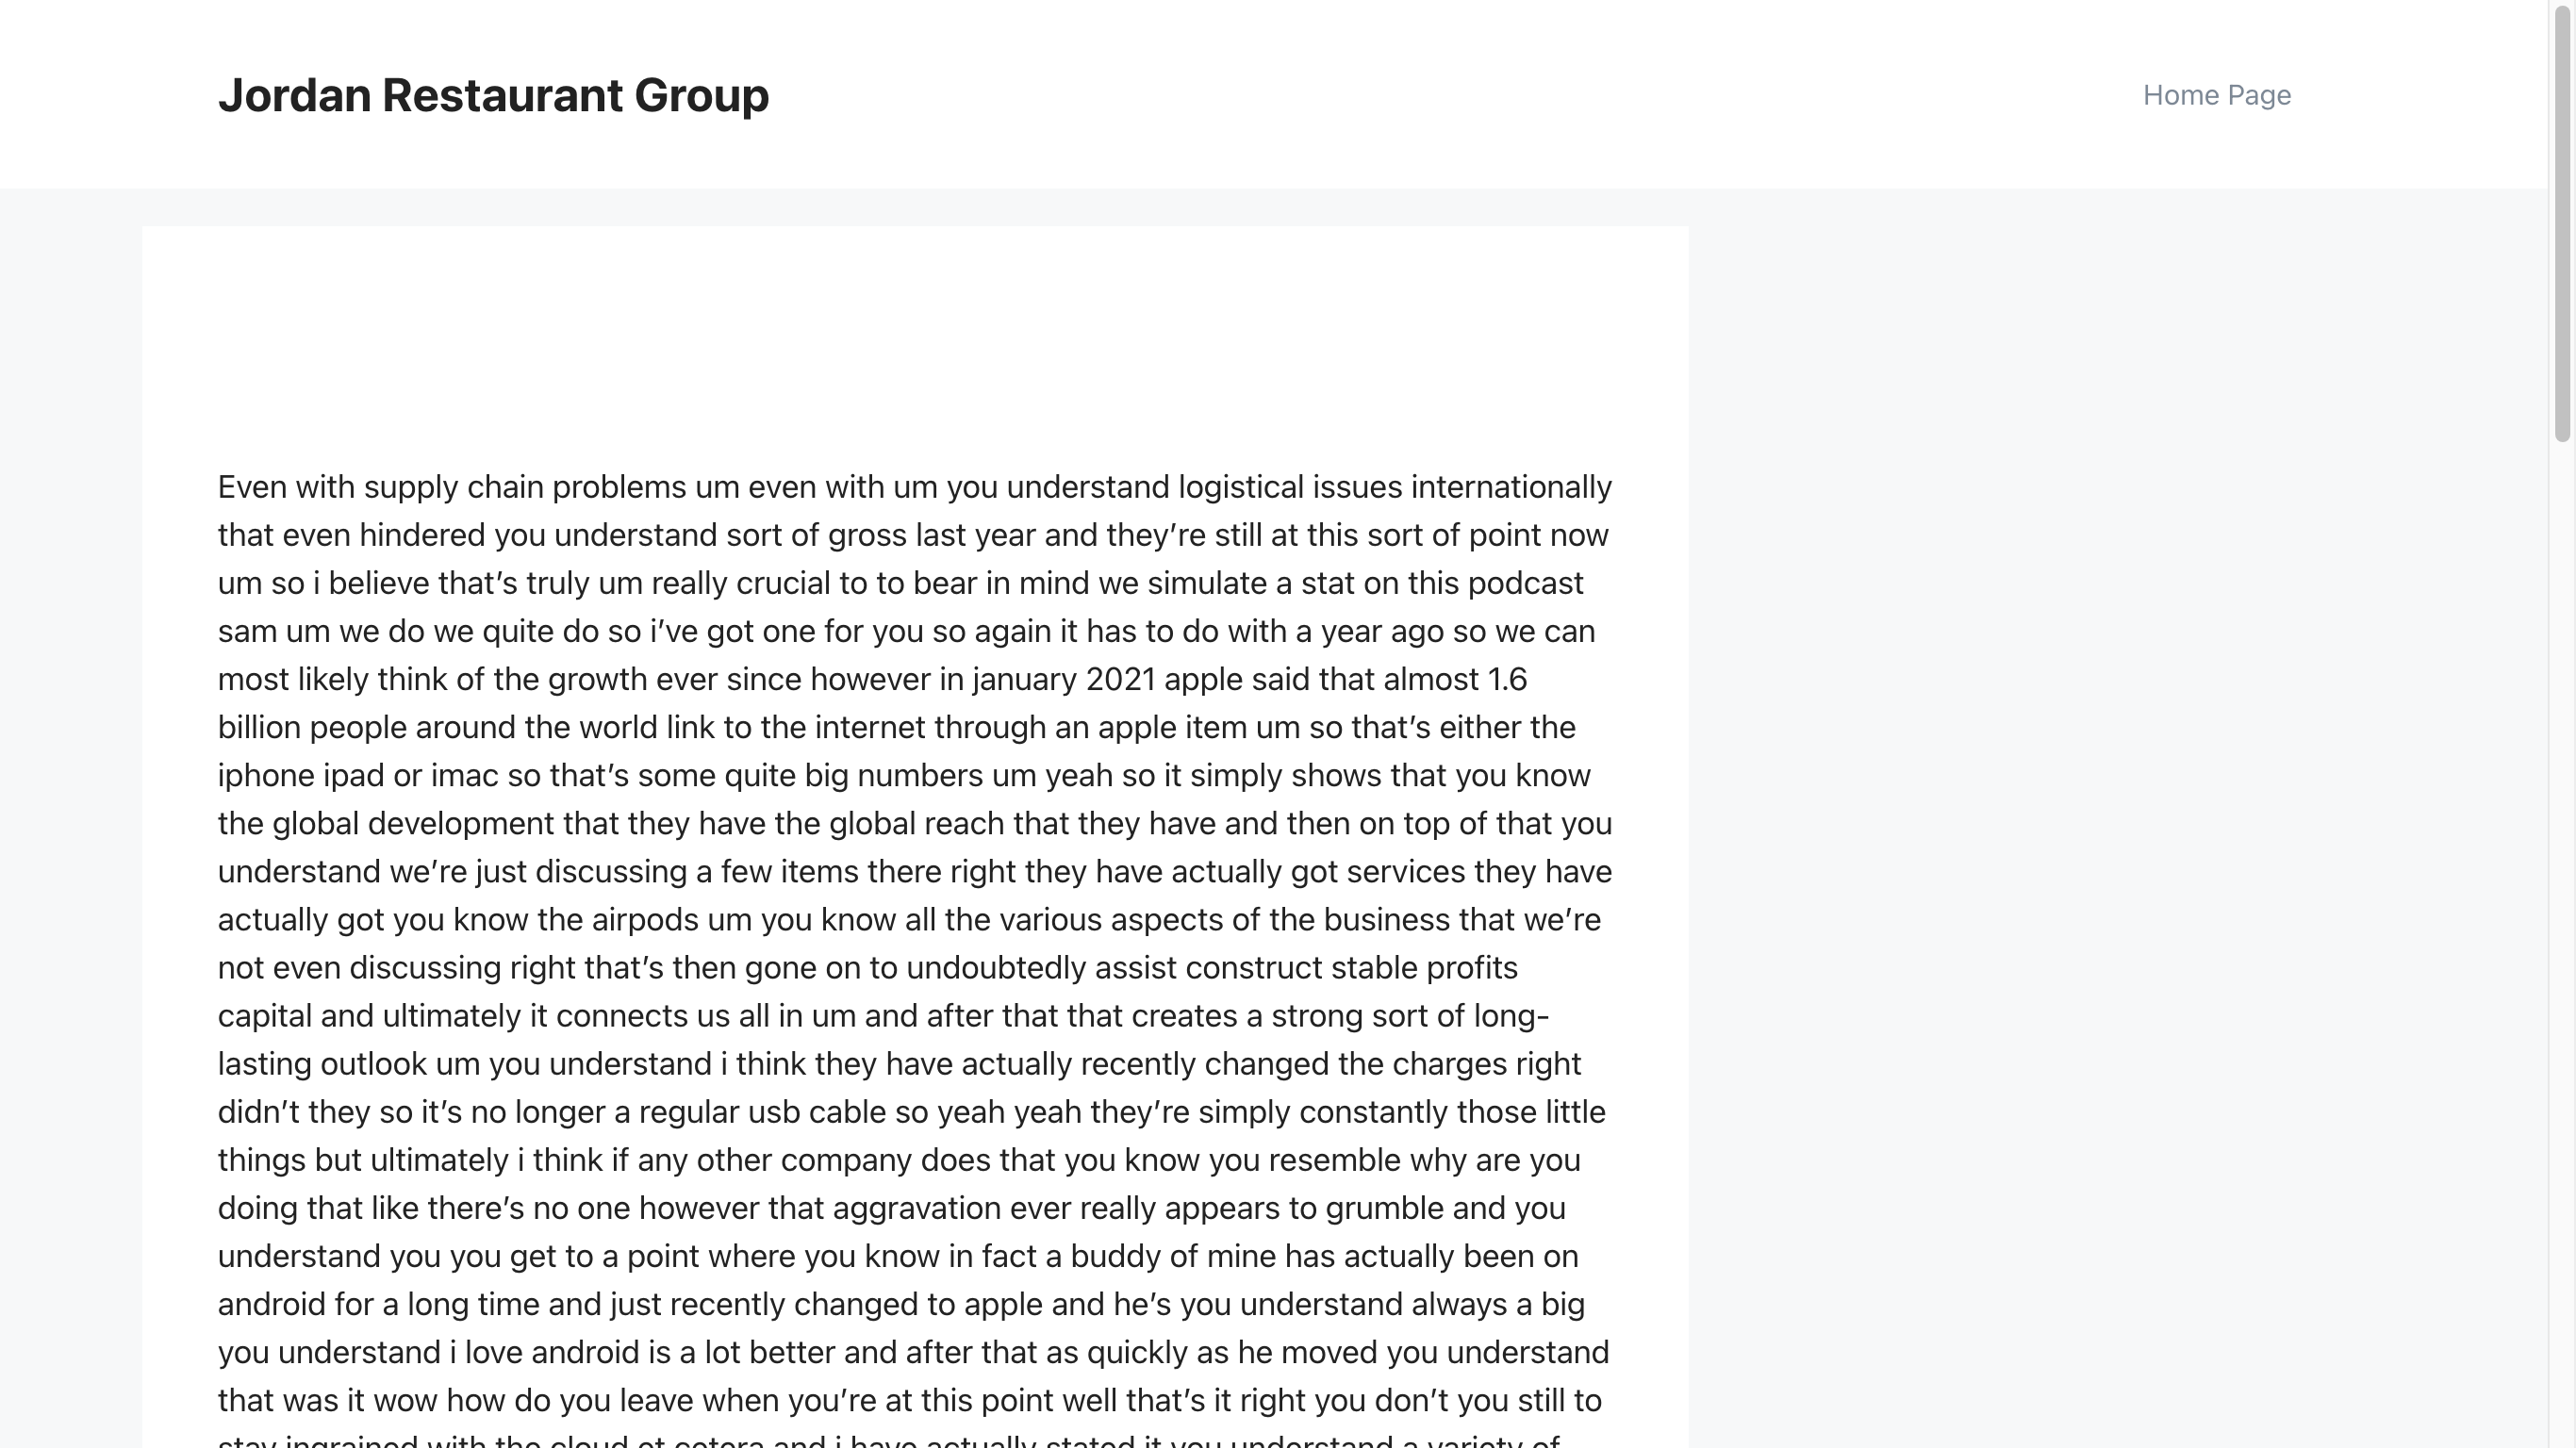 Jordan Restaurant Group
Home Page
Even with supply chain problems um even with um you understand logistical issues internationally
that even hindered you understand sort of gross last year and they’re still at this sort of point now
um so i believe that’s truly um really crucial to to bear in mind we simulate a stat on this podcast
sam um we do we quite do so i’ve got one for you so again it has to do with a year ago so we can
most likely think of the growth ever since however in january 2021 apple said that almost 1.6
billion people around the world link to the internet through an apple item um so that’s either the
iphone ipad or imac so that’s some quite big numbers um yeah so it simply shows that you know
the global development that they have the global reach that they have and then on top of that you
understand we’re just discussing a few items there right they have actually got services they have
actually got you know the airpods um you know all the various aspects of the business that we’re
not even discussing right that’s then gone on to undoubtedly assist construct stable profits
capital and ultimately it connects us all in um and after that that creates a strong sort of long-
lasting outlook um you understand i think they have actually recently changed the charges right
didn’t they so it’s no longer a regular usb cable so yeah yeah they’re simply constantly those little
things but ultimately i think if any other company does that you know you resemble why are you
doing that like there’s no one however that aggravation ever really appears to grumble and you
understand you you get to a point where you know in fact a buddy of mine has actually been on
android for a long time and just recently changed to apple and he’s you understand always a big
you understand i love android is a lot better and after that as quickly as he moved you understand
that was it wow how do you leave when you’re at this point well that’s it right you don’t you still to
stay ingrained with the cloud et cetera and i have actually stated it you understand a variety of